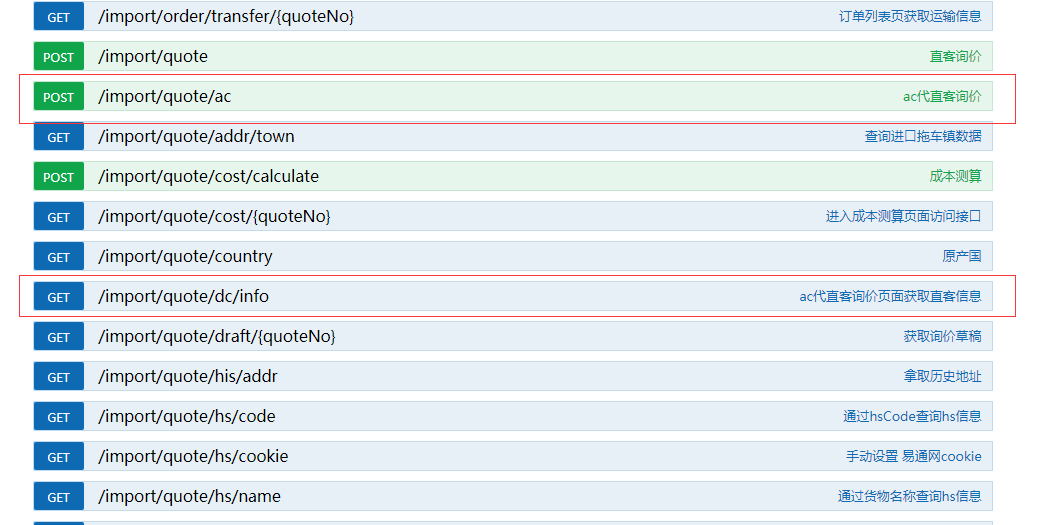 GET /import/order/transfer/{quoteNo} 订单列表页获取运输信息
POST /import/quote 直客询价
POST /import/quote/ac ac代直客询价
GET /import/quote/addr/town 查询进口拖车镇数据
POST /import/quote/cost/calculate 成本测算
GET /import/quote/cost/{quoteNo} 进入成本测算页面访问接口
GET /import/quote/country 原产国
GET /import/quote/dc/info ac代直客询价页面获取直客信息
GET /import/quote/draft/{quoteNo} 获取询价草稿
GET /import/quote/his/addr 拿取历史地址
GET /import/quote/hs/code 通过hsCode查询hs信息
GET /import/quote/hs/cookie 手动设置 易通网cookie
GET /import/quote/hs/name 通过货物名称查询hs信息